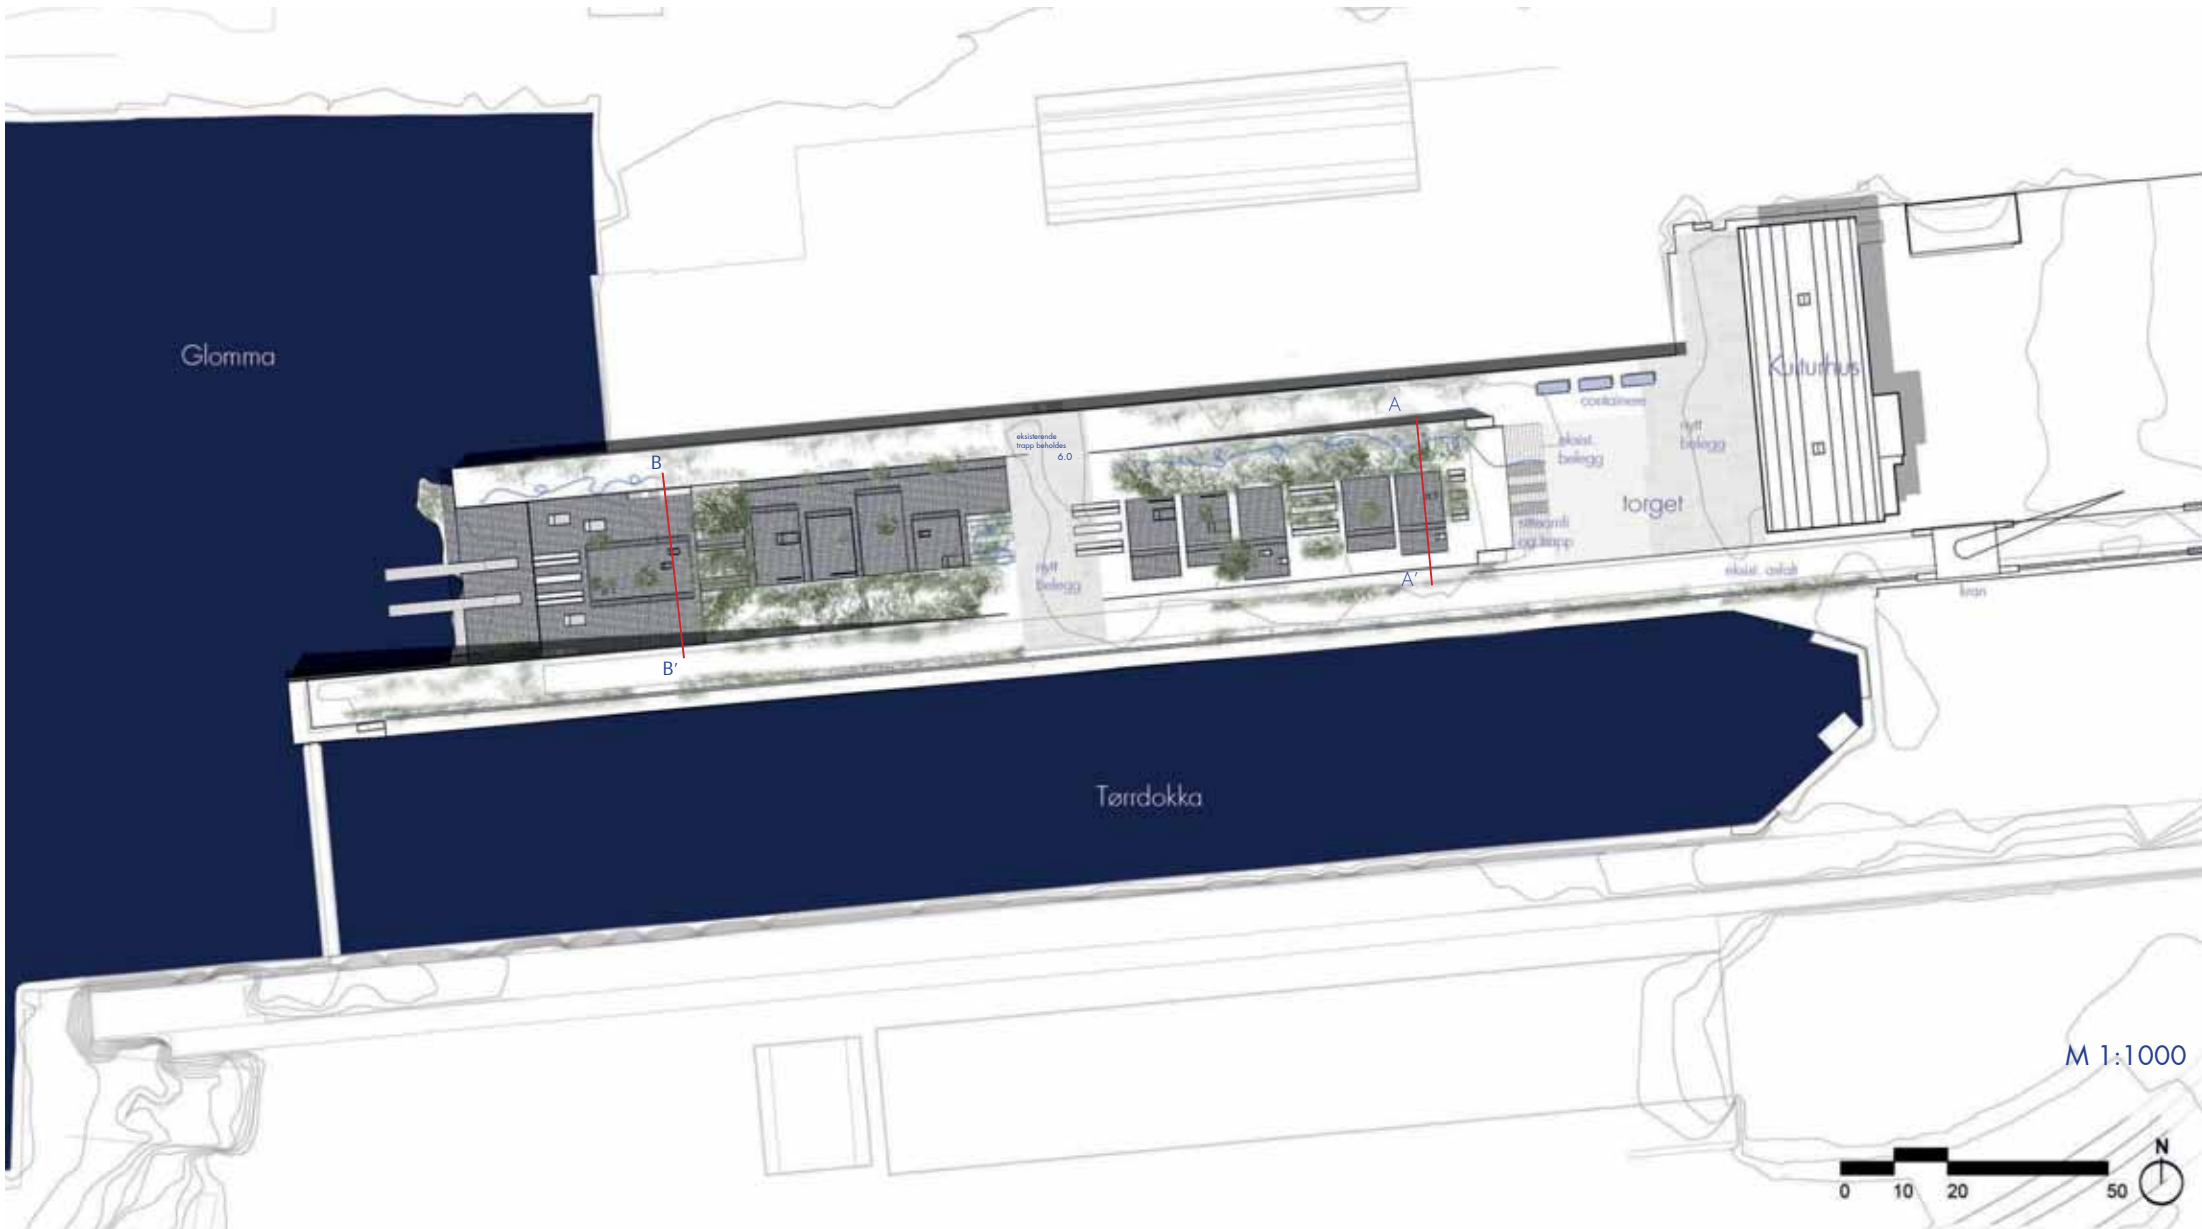 Glomma
Kulturhus
containere
A
nytt
belegg
eksisterende
trapp beholdes
6.0
eksist.
belegg
B
torget
sitteamfi
og trapp
nytt
belegg
A'
eksist. asfalt
kran
B'
Tørrdokka
M 1:1000
N
0 10 20 50